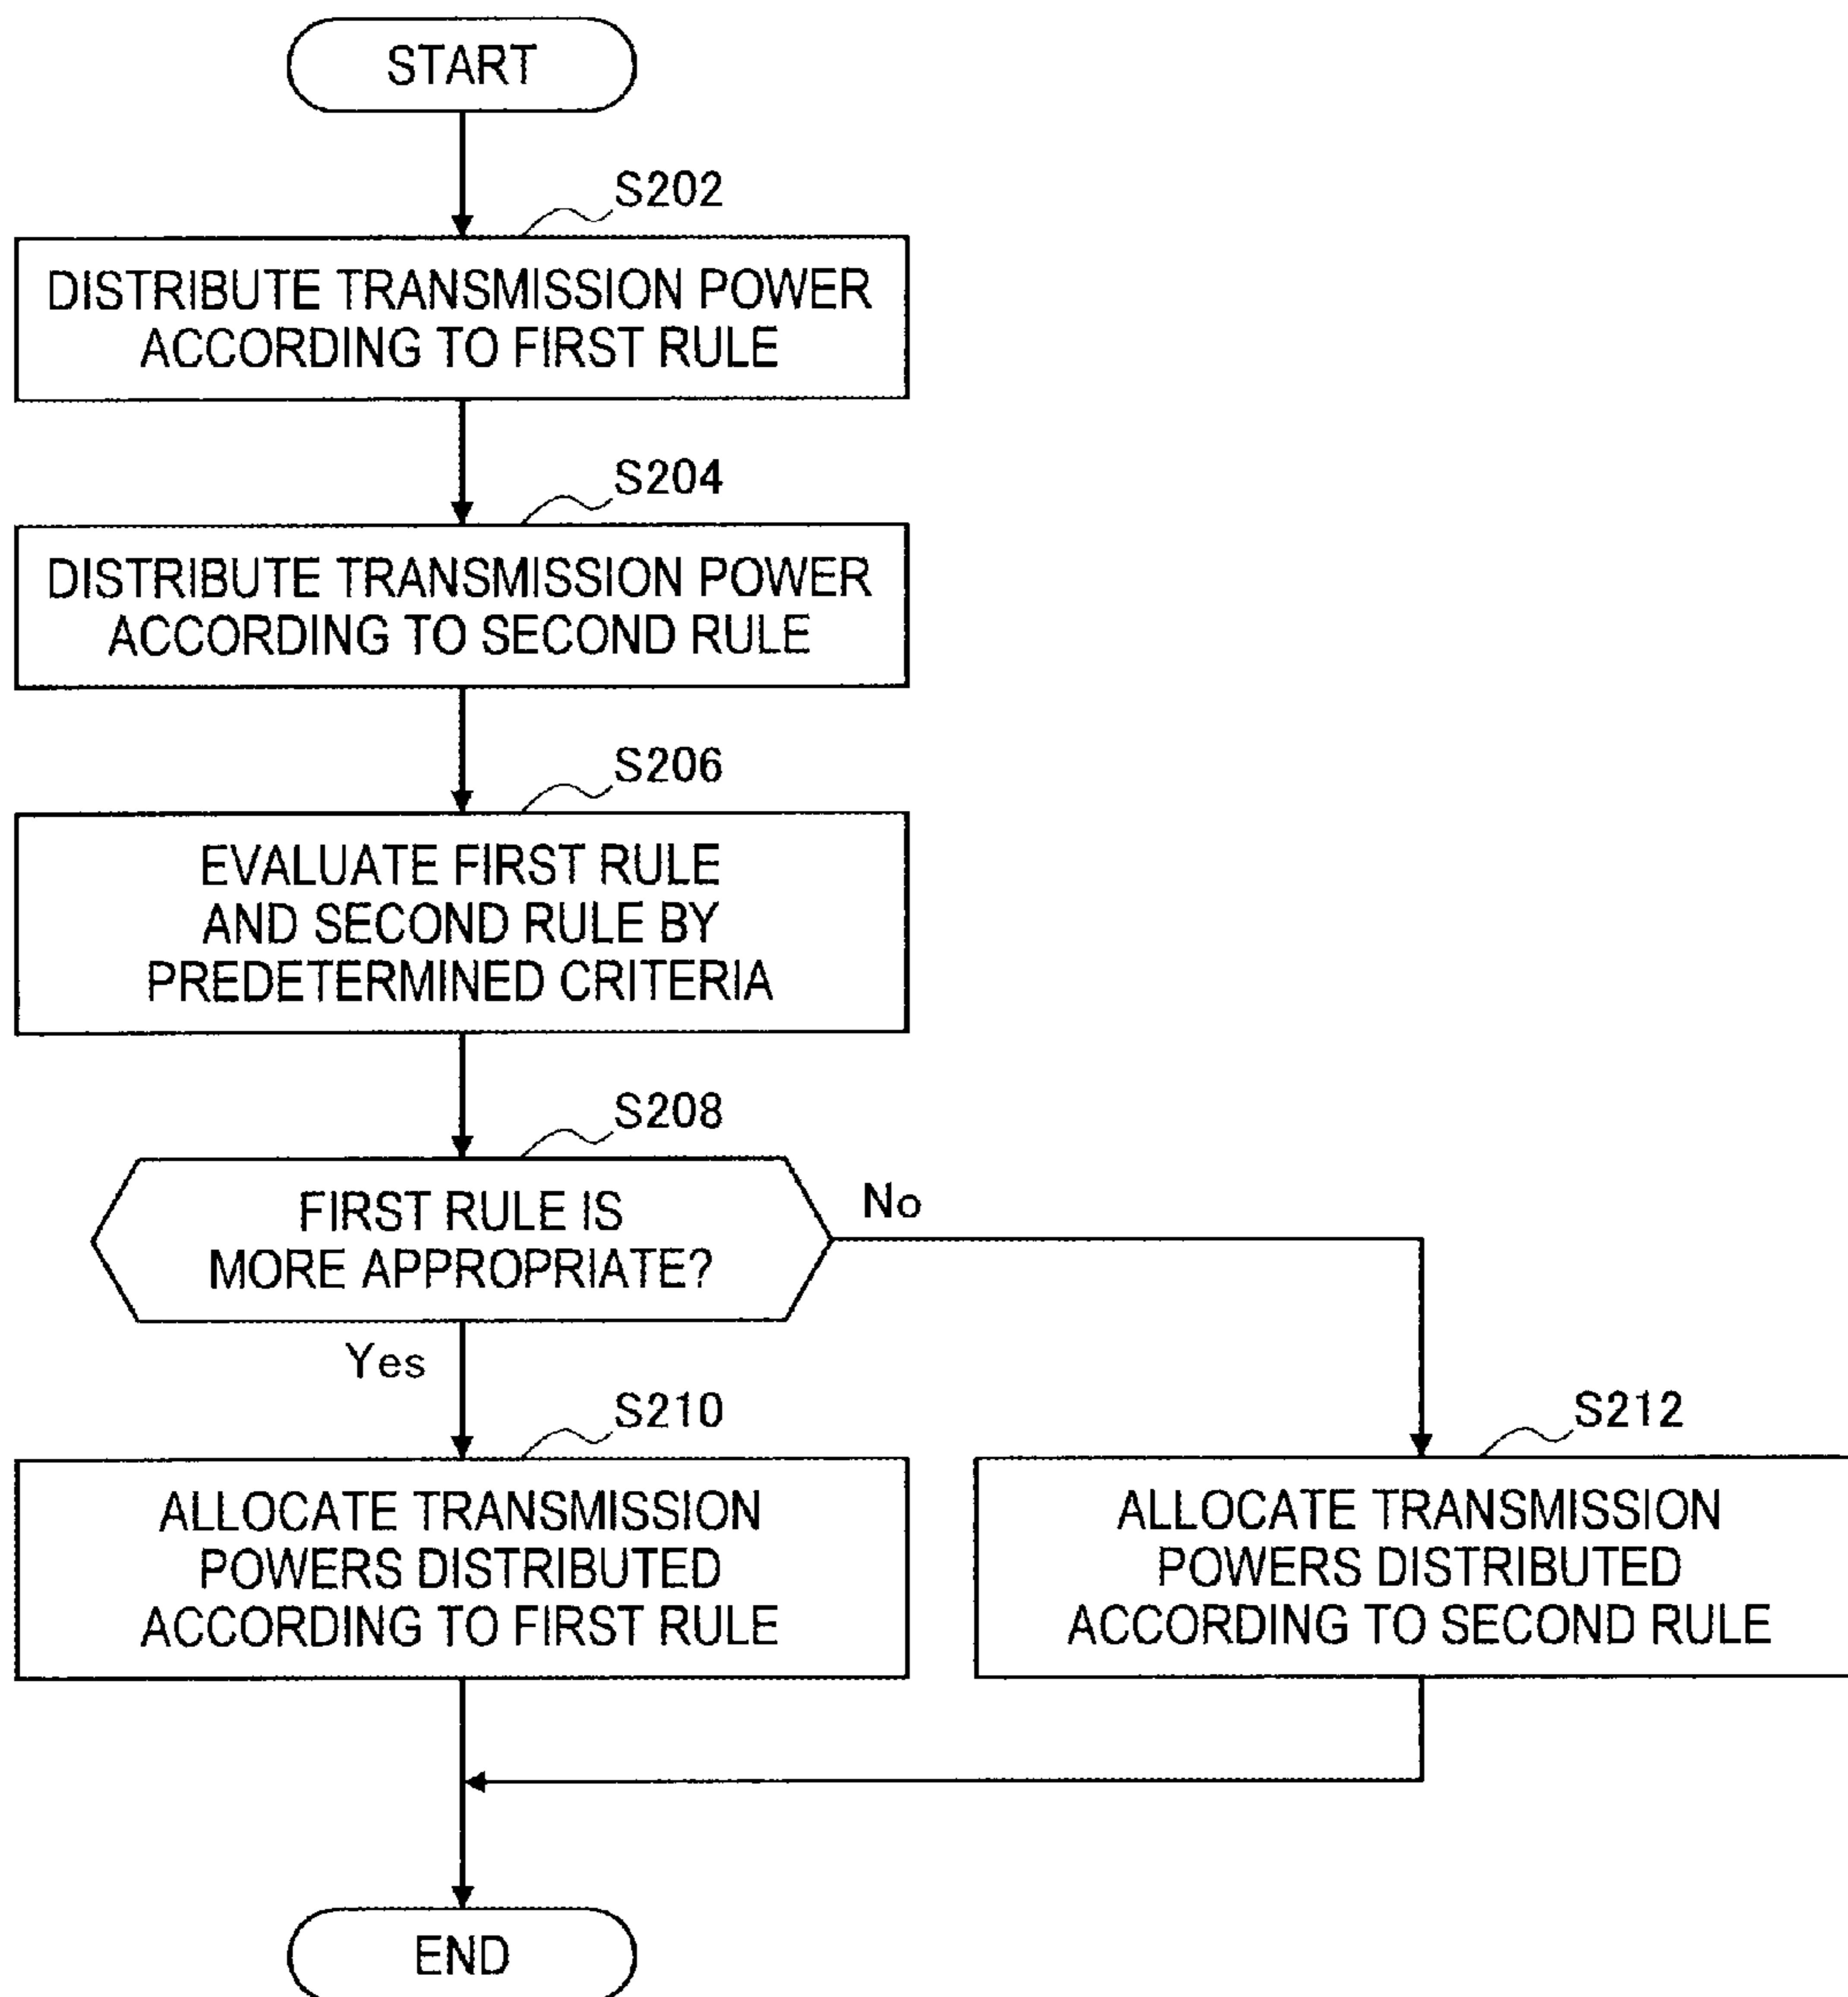 START
S202
DISTRIBUTE TRANSMISSION POWER
ACCORDING TO FIRST RULE
S204
DISTRIBUTE TRANSMISSION POWER
ACCORDING TO SECOND RULE
S206
EVALUATE FIRST RULE
AND SECOND RULE BY
PREDETERMINED CRITERIA
S208
FIRST RULE IS
MORE APPROPRIATE?
No
Yes
S210
ALLOCATE TRANSMISSION
POWERS DISTRIBUTED
ACCORDING TO FIRST RULE
S212
ALLOCATE TRANSMISSION
POWERS DISTRIBUTED
ACCORDING TO SECOND RULE
END